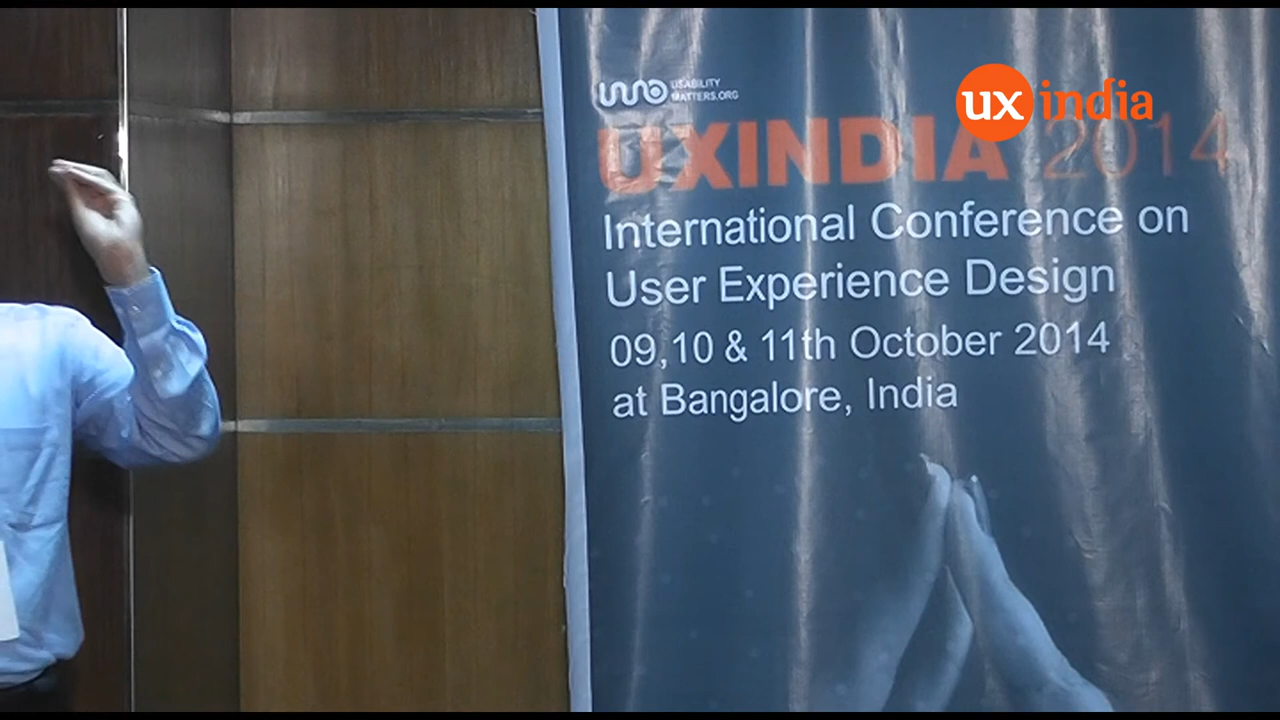 USABILITY
MATTERS.ORG
ux india
UXINDIA 2014
International Conference on
User Experience Design
09,10 & 11th October 2014
at Bangalore, India